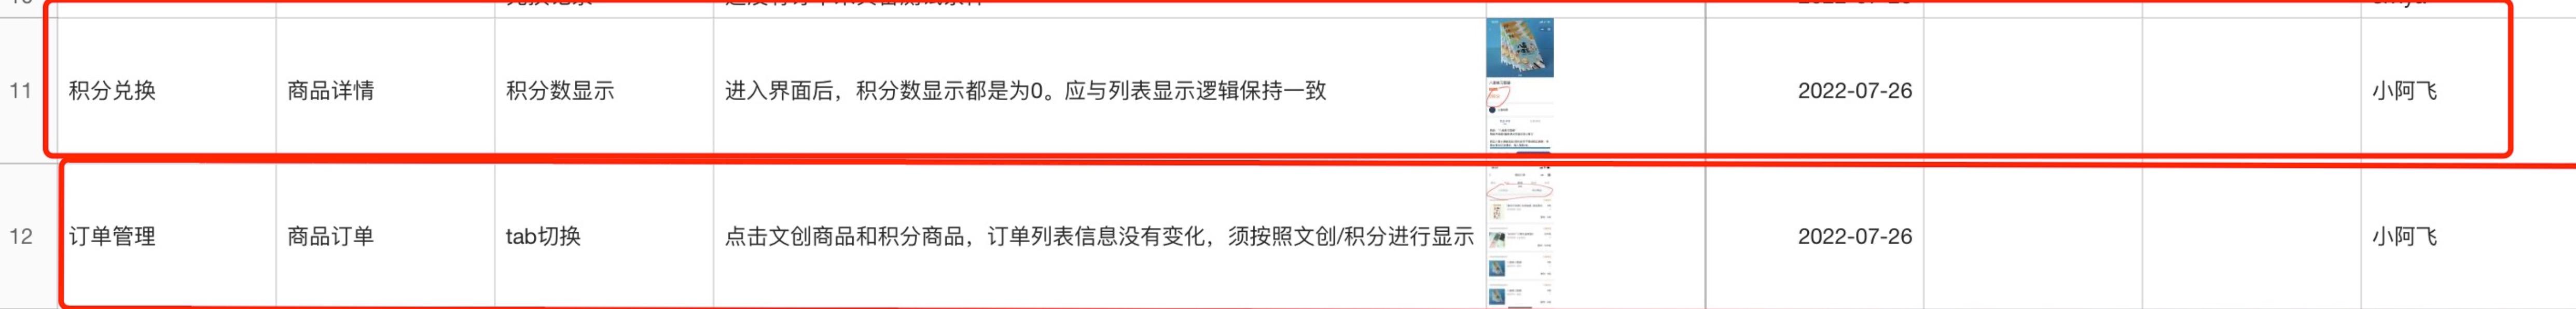 11 积分兑换 商品详情 积分数显示 进入界面后，积分数显示都是为0。应与列表显示逻辑保持一致 2022-07-26 小阿飞
12 订单管理 商品订单 tab切换 点击文创商品和积分商品，订单列表信息没有变化，须按照文创/积分进行显示 2022-07-26 小阿飞